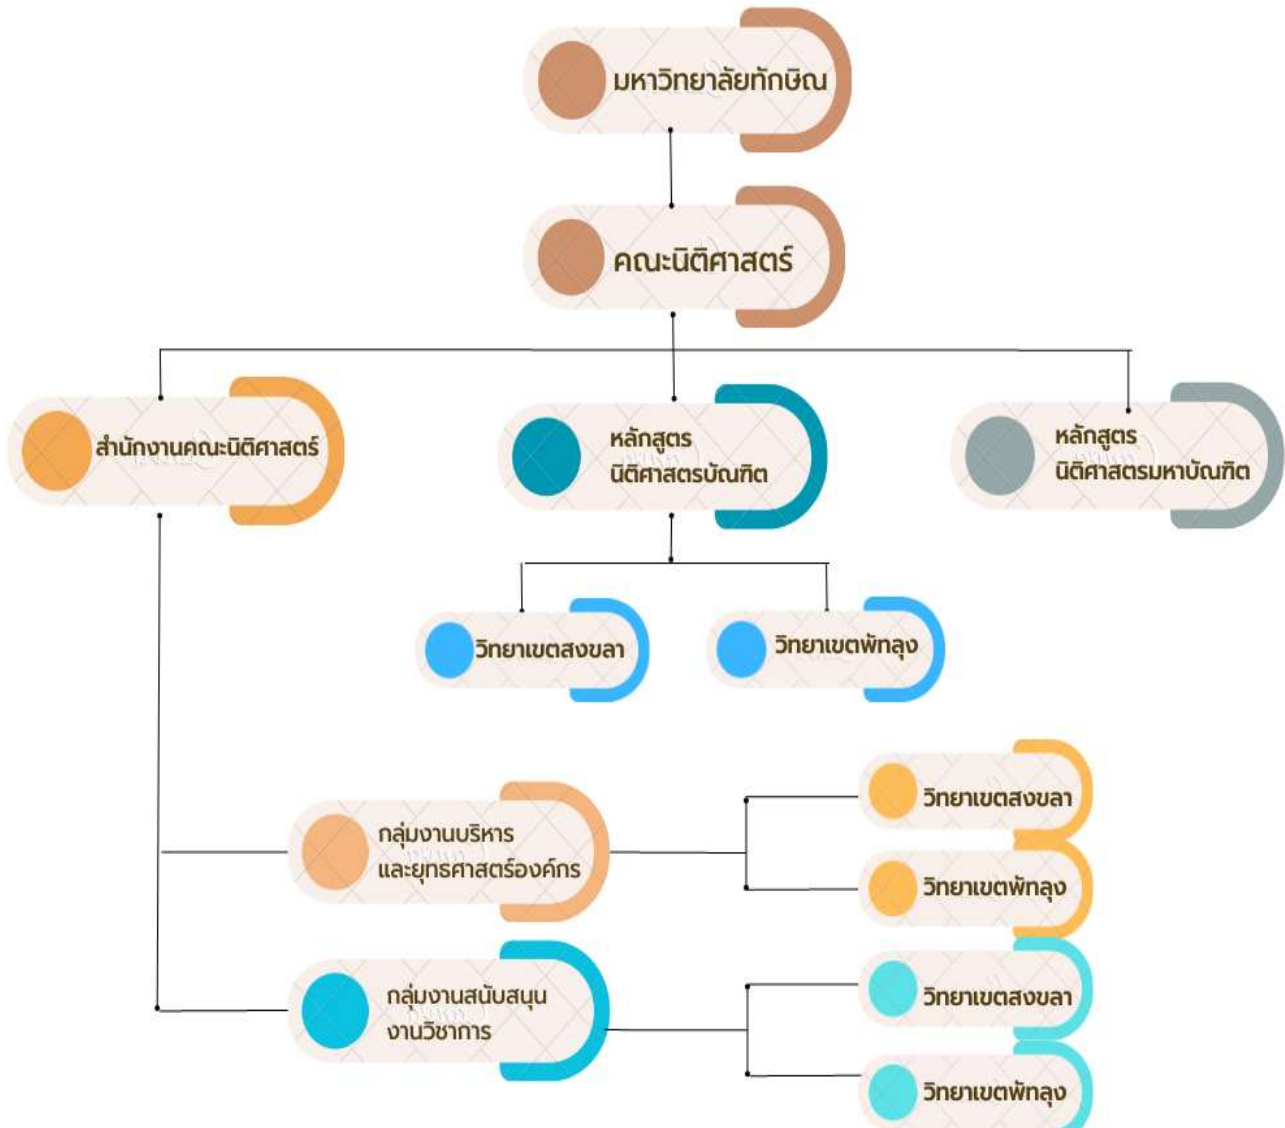 มหาวิทยาลัยทักษิณ
คณะนิติศาสตร์
สำนักงานคณะนิติศาสตร์
หลักสูตร
นิติศาสตรบัณฑิต
หลักสูตร
นิติศาสตรมหาบัณฑิต
วิทยาเขตสงขลา
วิทยาเขตพัทลุง
กลุ่มงานบริหาร
และยุทธศาสตร์องค์กร
วิทยาเขตสงขลา
วิทยาเขตพัทลุง
กลุ่มงานสนับสนุน
งานวิชาการ
วิทยาเขตสงขลา
วิทยาเขตพัทลุง